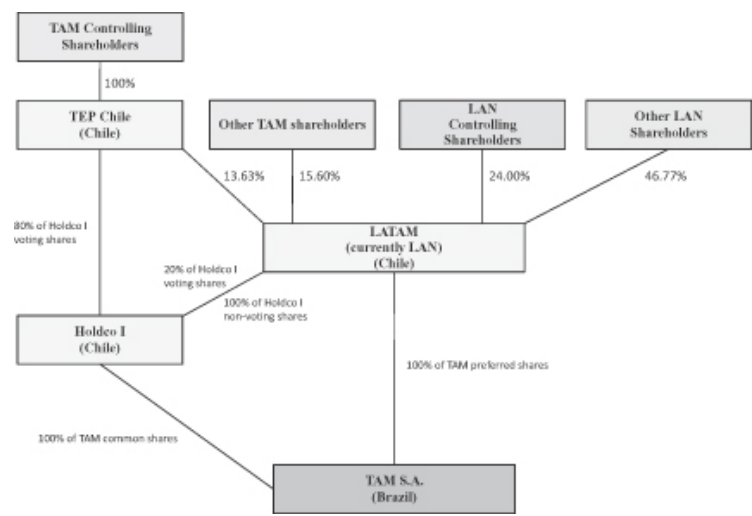 TAM Controlling
Shareholders
100%
TEP Chile
(Chile)
Other TAM shareholders
LAN
Controlling
Shareholders
Other LAN
Shareholders
13.63%
15.60%
24.00%
46.77%
80% of Holdco I
voting shares
LATAM
(currently LAN)
(Chile)
20% of Holdco I
voting shares
100% of Holdco I
non-voting shares
Holdco I
(Chile)
100% of TAM preferred shares
100% of TAM common shares
TAM S.A.
(Brazil)